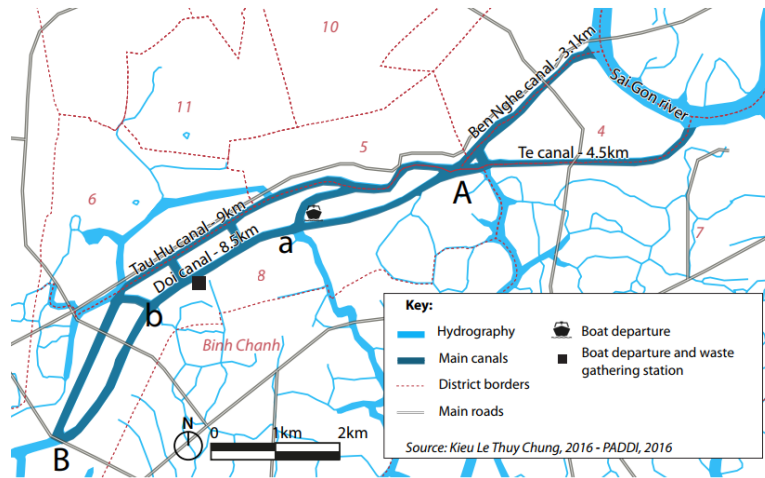 10
11
5
6
4
7
8
Ben Nghe canal - 3.1km
Sai Gon river
Te canal - 4.5km
A
Tau Hu canal - 9km
Doi canal - 8.5km
a
b
Binh Chanh
B
N
0 1km 2km
Key:
Hydrography
Main canals
District borders
Main roads
Boat departure
Boat departure and waste
gathering station
Source: Kieu Le Thuy Chung, 2016 - PADDI, 2016